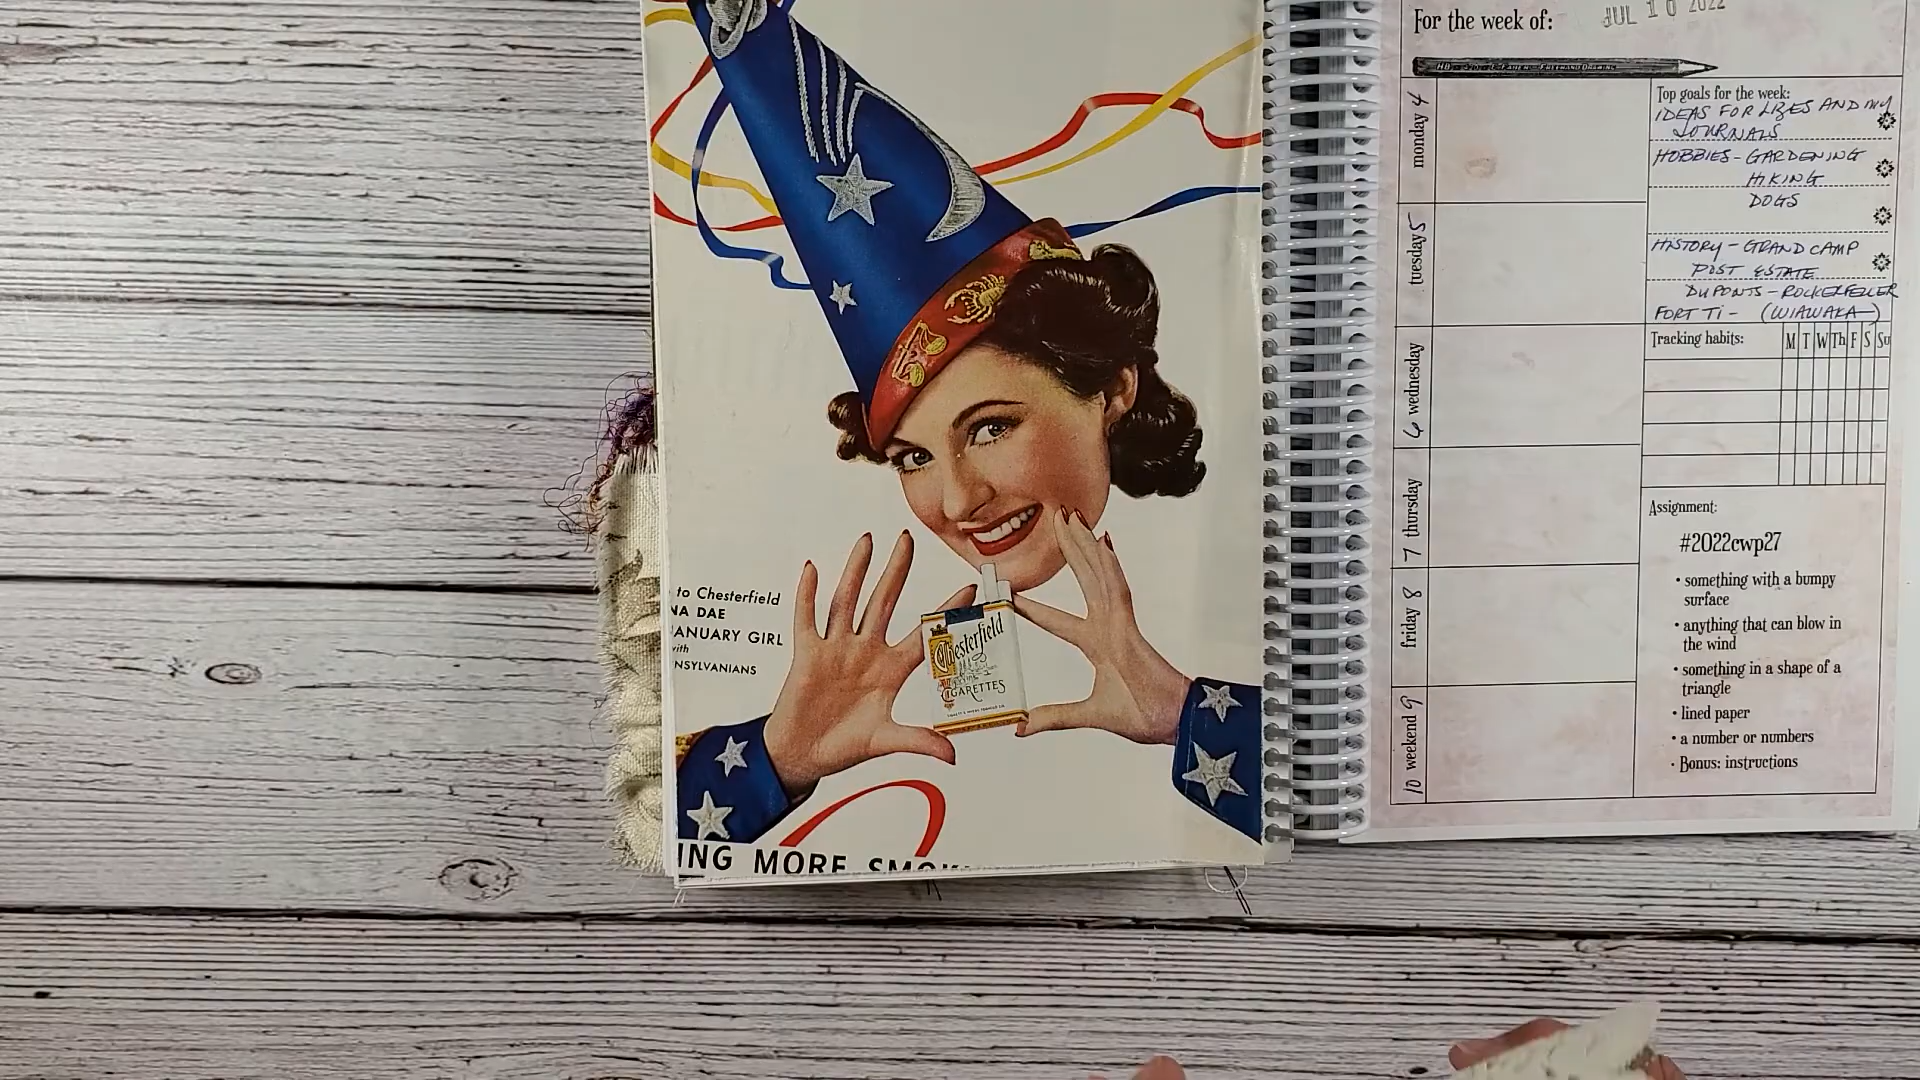 to Chesterfield
NA DAE
JANUARY GIRL
with
NSYLVANIANS
Chesterfield
CIGARETTES
ING MORE SMOK
For the week of:
JUL 10 2022
monday 4
tuesday 5
6 wednesday
7 thursday
friday 8
10 weekend 9
Top goals for the week:
IDEAS FOR LIZES AND MY
JOURNALS
HOBBIES - GARDENING
HIKING
DOGS
HISTORY - GRAND CAMP
POST ESTATE
DUPONTS - ROCKEFELLER
FORT TI - (WIAWAKA)
Tracking habits:
M T W Th F S Su
Assignment:
#2022cwp27
• something with a bumpy
surface
• anything that can blow in
the wind
• something in a shape of a
triangle
• lined paper
• a number or numbers
• Bonus: instructions